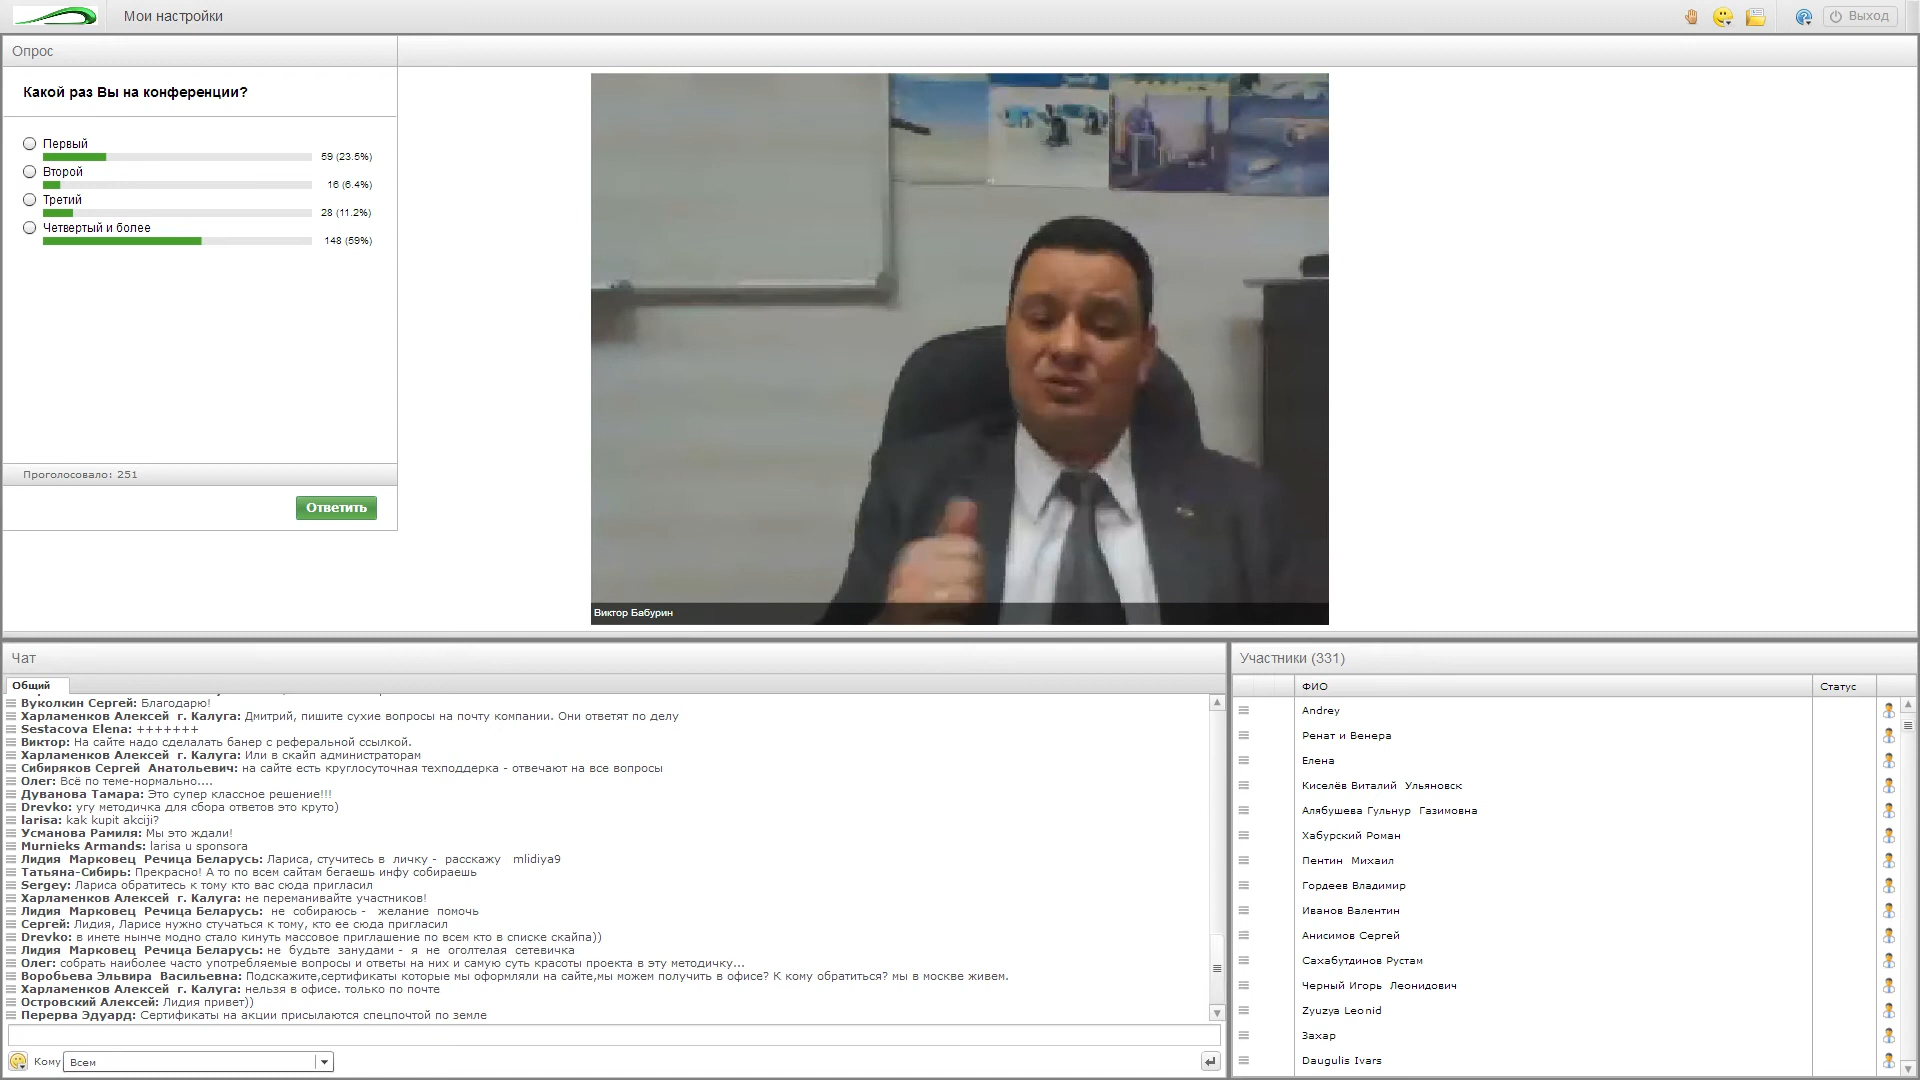 Мои настройки
Выход
Опрос
Какой раз Вы на конференции?
Первый
59 (23.5%)
Второй
16 (6.4%)
Третий
28 (11.2%)
Четвертый и более
148 (59%)
Проголосовало: 251
Ответить
Виктор Бабурин
Чат
Общий
Вуколкин Сергей: Благодарю!
Харламенков Алексей г. Калуга: Дмитрий, пишите сухие вопросы на почту компании. Они ответят по делу
Sestacova Elena: +++++++
Виктор: На сайте надо сделалать банер с реферальной ссылкой.
Харламенков Алексей г. Калуга: Или в скайп администраторам
Сибиряков Сергей Анатольевич: на сайте есть круглосуточная техподдерка - отвечают на все вопросы
Олег: Всё по теме-нормально....
Дуванова Тамара: Это супер классное решение!!!
Drevko: угу методичка для сбора ответов это круто)
larisa: kak kupit akciji?
Усманова Рамиля: Мы это ждали!
Murnieks Armands: larisa u sponsora
Лидия Марковец Речица Беларусь: Лариса, стучитесь в личку - расскажу mlidiya9
Татьяна-Сибирь: Прекрасно! А то по всем сайтам бегаешь инфу собираешь
Sergey: Лариса обратитесь к тому кто вас сюда пригласил
Харламенков Алексей г. Калуга: не переманивайте участников!
Лидия Марковец Речица Беларусь: не собираюсь - желание помочь
Сергей: Лидия, Ларисе нужно стучаться к тому, кто ее сюда пригласил
Drevko: в инете нынче модно стало кинуть массовое приглашение по всем кто в списке скайпа))
Лидия Марковец Речица Беларусь: не будьте занудами - я не оголтелая сетевичка
Олег: собрать наиболее часто употребляемые вопросы и ответы на них и самую суть красоты проекта в эту методичку...
Воробьева Эльвира Васильевна: Подскажите,сертификаты которые мы оформляли на сайте,мы можем получить в офисе? К кому обратиться? мы в москве живем.
Харламенков Алексей г. Калуга: нельзя в офисе. только по почте
Островский Алексей: Лидия привет))
Перерва Эдуард: Сертификаты на акции присылаются спецпочтой по земле
Кому
Всем
Участники (331)
ФИО
Статус
Andrey
Ренат и Венера
Елена
Киселёв Виталий Ульяновск
Алябушева Гульнур Газимовна
Хабурский Роман
Пентин Михаил
Гордеев Владимир
Иванов Валентин
Анисимов Сергей
Сахабутдинов Рустам
Черный Игорь Леонидович
Zyuzya Leonid
Захар
Daugulis Ivars